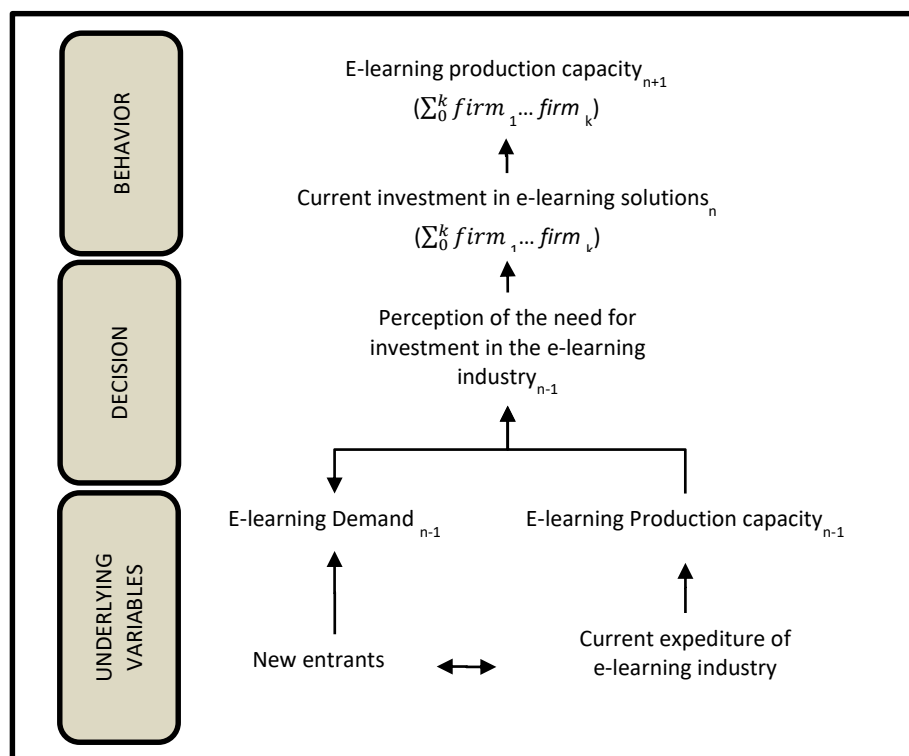 BEHAVIOR
E-learning production capacity n+1
(∑₀ᵏ firm 1... firm k)
Current investment in e-learning solutions n
(∑₀ᵏ firm 1... firm k)
DECISION
Perception of the need for
investment in the e-learning
industry n-1
UNDERLYING
VARIABLES
E-learning Demand n-1
E-learning Production capacity n-1
New entrants
Current expediture of
e-learning industry